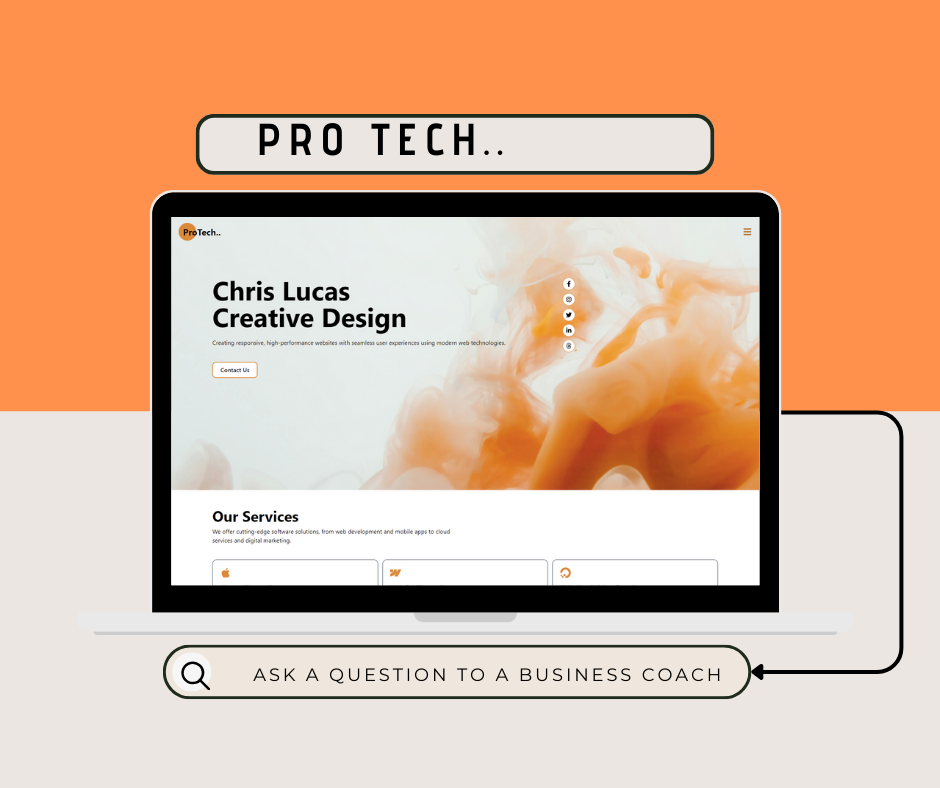 PRO TECH..
ProTech..
Chris Lucas
Creative Design
Creating responsive, high-performance websites with seamless user experiences using modern web technologies.
Contact Us
Our Services
We offer cutting-edge software solutions, from web development and mobile apps to cloud
services and digital marketing.
ASK A QUESTION TO A BUSINESS COACH